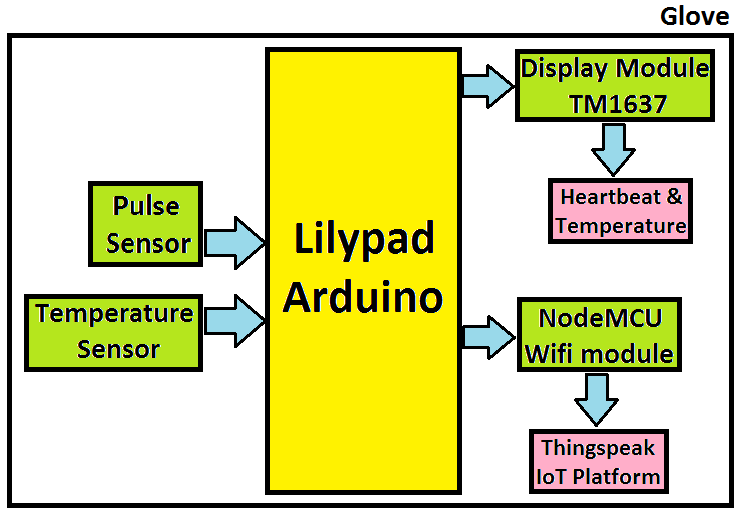 Glove
Display Module
TM1637
Heartbeat &
Temperature
Pulse
Sensor
Temperature
Sensor
Lilypad
Arduino
NodeMCU
Wifi module
Thingspeak
IoT Platform